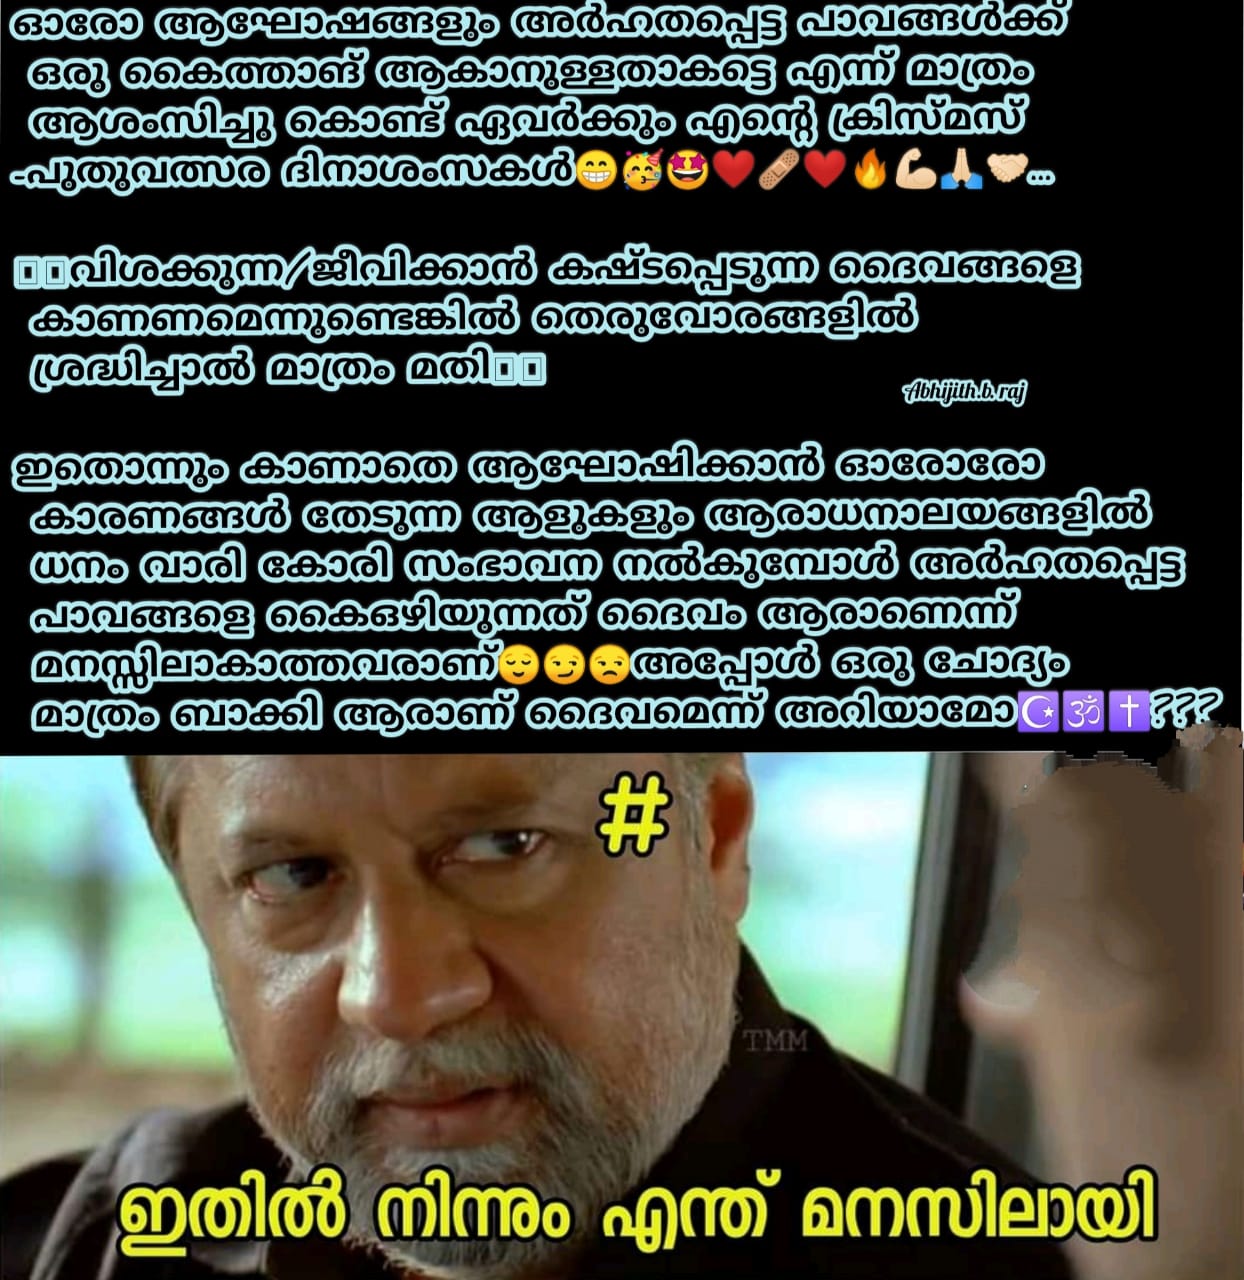 ഓരോ ആഘോഷങ്ങളും അർഹതപ്പെട്ട പാവങ്ങൾക്ക്
ഒരു കൈത്താങ് ആകാനുള്ളതാകട്ടെ എന്ന് മാത്രം
ആശംസിച്ചു കൊണ്ട് ഏവർക്കും എന്റെ ക്രിസ്മസ്
-പുതുവത്സര ദിനാശംസകൾ😁🥳🤩❤️🩹❤️🔥💪🏻🙏🏻🤝🏻...
വിശക്കുന്ന/ജീവിക്കാൻ കഷ്ടപ്പെടുന്ന ദൈവങ്ങളെ
കാണണമെന്നുണ്ടെങ്കിൽ തെരുവോരങ്ങളിൽ
ശ്രദ്ധിച്ചാൽ മാത്രം മതി
Abhijith.b.raj
ഇതൊന്നും കാണാതെ ആഘോഷിക്കാൻ ഓരോരോ
കാരണങ്ങൾ തേടുന്ന ആളുകളും ആരാധനാലയങ്ങളിൽ
ധനം വാരി കോരി സംഭാവന നൽകുമ്പോൾ അർഹതപ്പെട്ട
പാവങ്ങളെ കൈഒഴിയുന്നത് ദൈവം ആരാണെന്ന്
മനസ്സിലാകാത്തവരാണ്😌😏😒അപ്പോൾ ഒരു ചോദ്യം
മാത്രം ബാക്കി ആരാണ് ദൈവമെന്ന് അറിയാമോ☪️🕉️✝️???
#
TMM
ഇതിൽ നിന്നും എന്ത് മനസിലായി